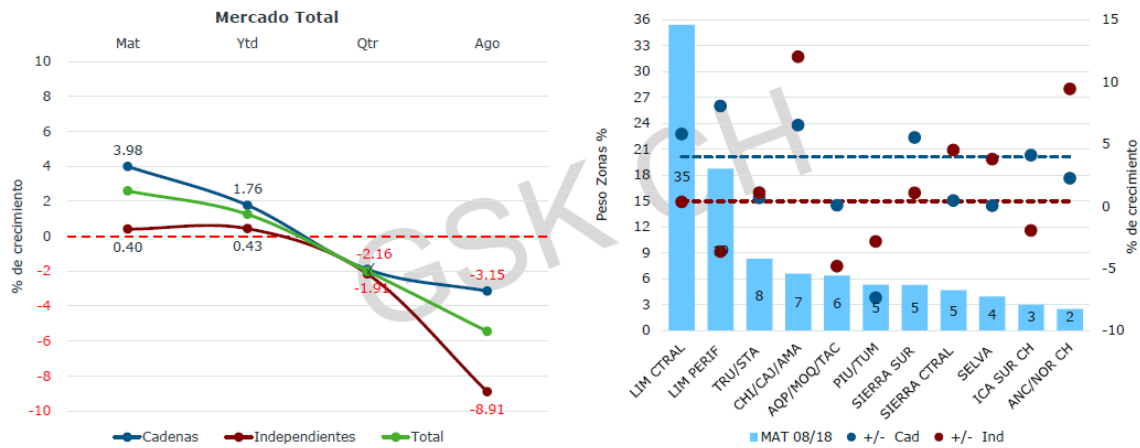 Mercado Total
Mat Ytd Qtr Ago
% de crecimiento
10
8
6
4
2
0
-2
-4
-6
-8
-10
3.98
1.76
0.40
0.43
-2.16
-1.91
-3.15
-8.91
Cadenas Independientes Total
GSK CH
Peso Zonas %
36
33
30
27
24
21
18
15
12
9
6
3
0
35
19
8
7
6
5
5
5
4
3
2
15
10
5
0
-5
-10
% de crecimiento
LIM CTRAL
LIM PERIF
TRU/STA
CHI/CAJ/AMA
AQP/MOQ/TAC
PIU/TUM
SIERRA SUR
SIERRA CTRAL
SELVA
ICA SUR CH
ANC/NOR CH
MAT 08/18 +/- Cad +/- Ind